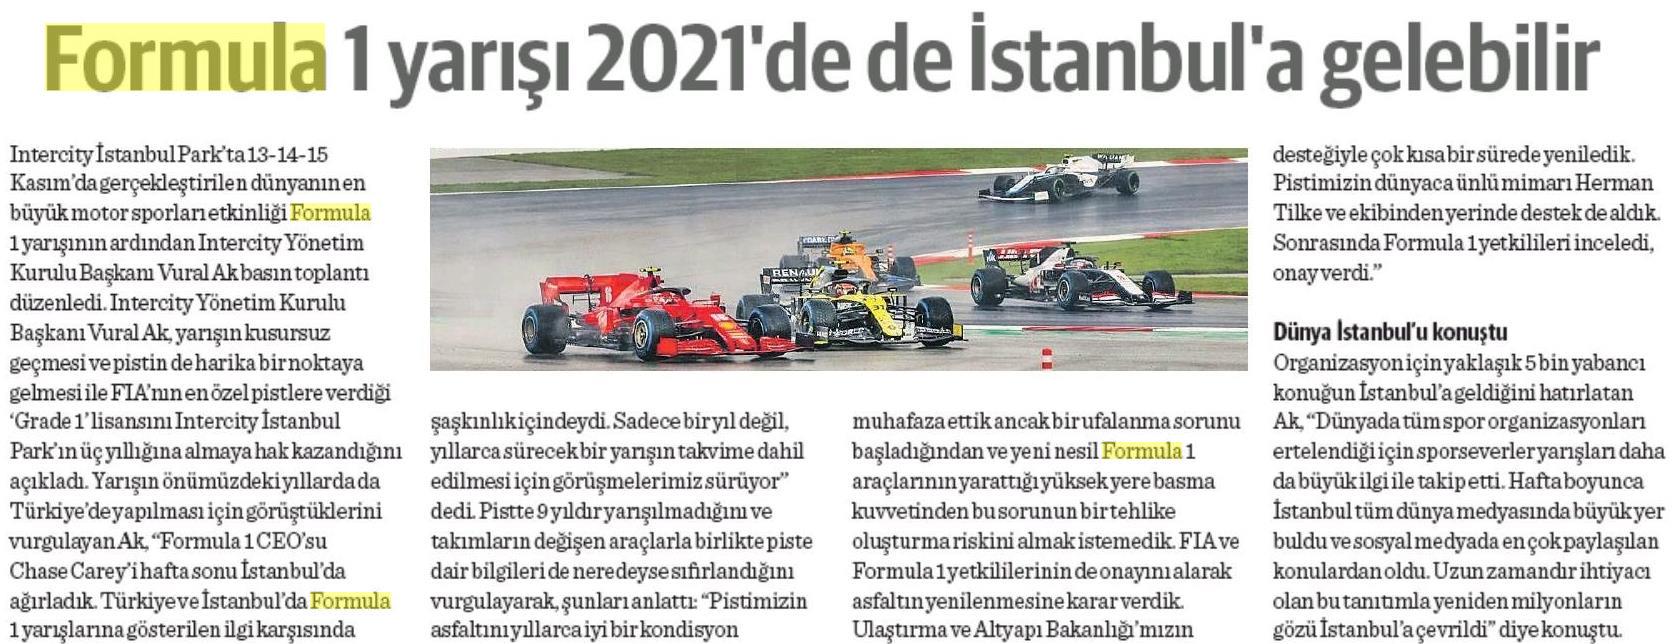 Formula 1 yarışı 2021'de de İstanbul'a gelebilir
Intercity İstanbul Park'ta 13-14-15
Kasım'da gerçekleştirilen dünyanın en
büyük motor sporları etkinliği Formula
1 yarışının ardından Intercity Yönetim
Kurulu Başkanı Vural Ak basın toplantı
düzenledi. Intercity Yönetim Kurulu
Başkanı Vural Ak, yarışın kusursuz
geçmesi ve pistin de harika bir noktaya
gelmesi ile FIA'nın en özel pistlere verdiği
‘Grade 1’ lisansını Intercity İstanbul
Park'ın üç yıllığına almaya hak kazandığını
açıkladı. Yarışın önümüzdeki yıllarda da
Türkiye'de yapılması için görüştüklerini
vurgulayan Ak, “Formula 1 CEO'su
Chase Carey'i hafta sonu İstanbul'da
ağırladık. Türkiye ve İstanbul'da Formula
1 yarışlarına gösterilen ilgi karşısında
şaşkınlık içindeydi. Sadece bir yıl değil,
yıllarca sürecek bir yarışın takvime dahil
edilmesi için görüşmelerimiz sürüyor”
dedi. Pistte 9 yıldır yarışılmadığını ve
takımların değişen araçlarla birlikte piste
dair bilgileri de neredeyse sıfırlandığını
vurgulayarak, şunları anlattı: “Pistimizin
asfaltını yıllarca iyi bir kondisyon
muhafaza ettik ancak bir ufalanma sorunu
başladığından ve yeni nesil Formula 1
araçlarının yarattığı yüksek yere basma
kuvvetinden bu sorunun bir tehlike
oluşturma riskini almak istemedik. FIA ve
Formula 1 yetkililerinin de onayını alarak
asfaltın yenilenmesine karar verdik.
Ulaştırma ve Altyapı Bakanlığı'mızın
desteğiyle çok kısa bir sürede yeniledik.
Pistimizin dünyaca ünlü mimarı Herman
Tilke ve ekibinden yerinde destek de aldık.
Sonrasında Formula 1 yetkilileri inceledi,
onay verdi.”
Dünya İstanbul'u konuştu
Organizasyon için yaklaşık 5 bin yabancı
konuğun İstanbul'a geldiğini hatırlatan
Ak, “Dünyada tüm spor organizasyonları
ertelendiği için sporseverler yarışları daha
da büyük ilgi ile takip etti. Hafta boyunca
İstanbul tüm dünya medyasında büyük yer
buldu ve sosyal medyada en çok paylaşılan
konulardan oldu. Uzun zamandır ihtiyacı
olan bu tanıtımla yeniden milyonların
gözü İstanbul'a çevrildi” diye konuştu.
RENAULT
31
16